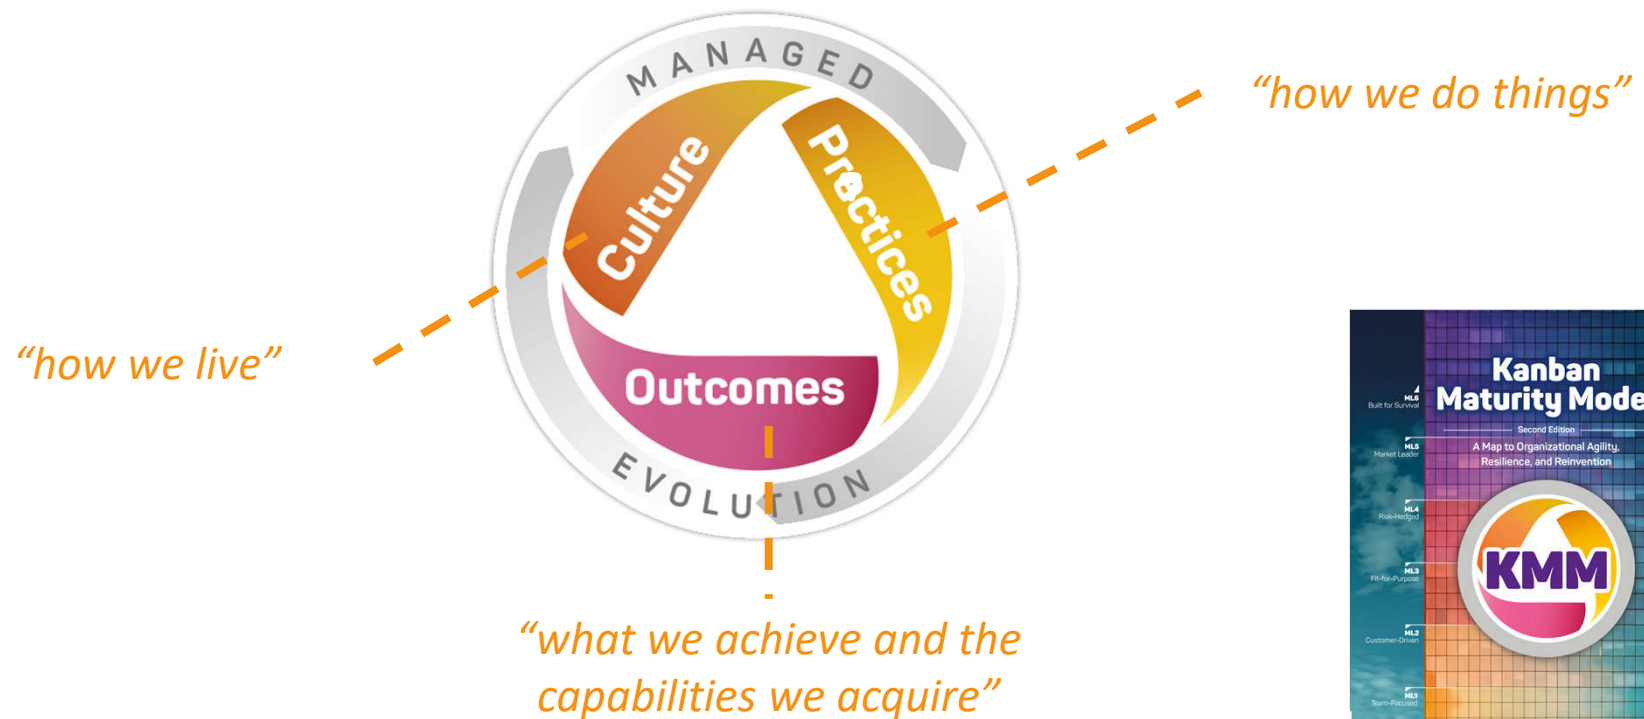 MANAGED
EVOLUTION
Culture
Practices
Outcomes
“how we do things”
“how we live”
“what we achieve and the
capabilities we acquire”
Kanban
Maturity Mode
Second Edition
A Map to Organizational Agility,
Resilience, and Reinvention
KMM
ML6
Built for Survival
ML5
Market Leader
ML4
Risk-Hedged
ML3
Fit-for-Purpose
ML2
Customer-Driven
ML1
Team-Focused